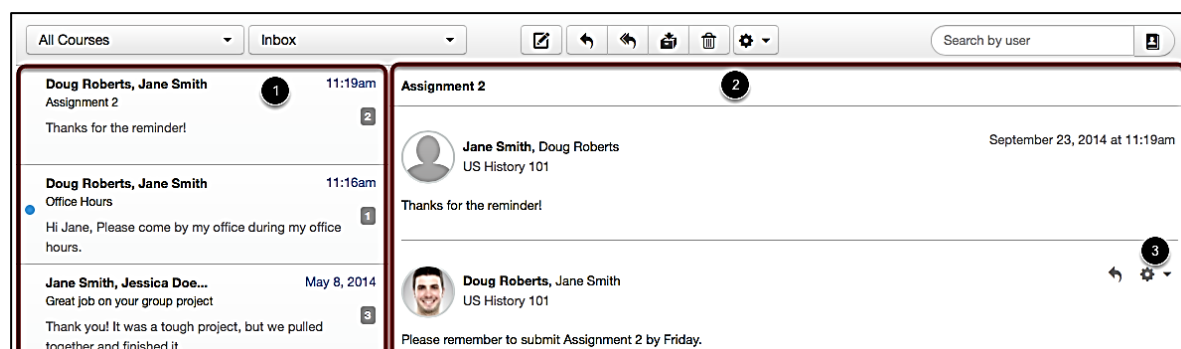 All Courses
Inbox
Search by user
1
Doug Roberts, Jane Smith 11:19am
Assignment 2
2
Thanks for the reminder!
Doug Roberts, Jane Smith 11:16am
Office Hours
1
Hi Jane, Please come by my office during my office
hours.
Jane Smith, Jessica Doe... May 8, 2014
Great job on your group project
3
Thank you! It was a tough project, but we pulled
together and finished it
2
Assignment 2
Jane Smith, Doug Roberts September 23, 2014 at 11:19am
US History 101
Thanks for the reminder!
3
Doug Roberts, Jane Smith
US History 101
Please remember to submit Assignment 2 by Friday.